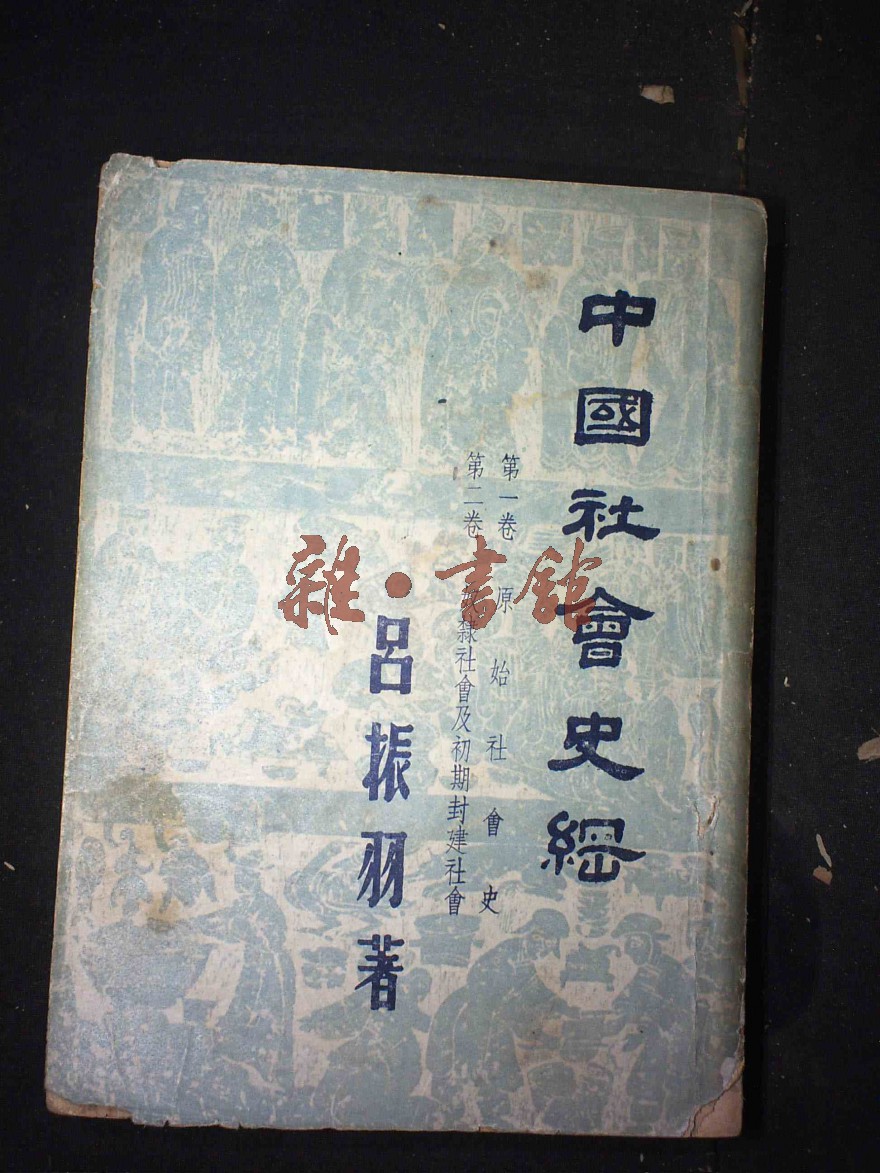 中國社會史綱
第一卷 原始社會史
第二卷 奴隸社會及初期封建社會
呂振羽著
雜·書館